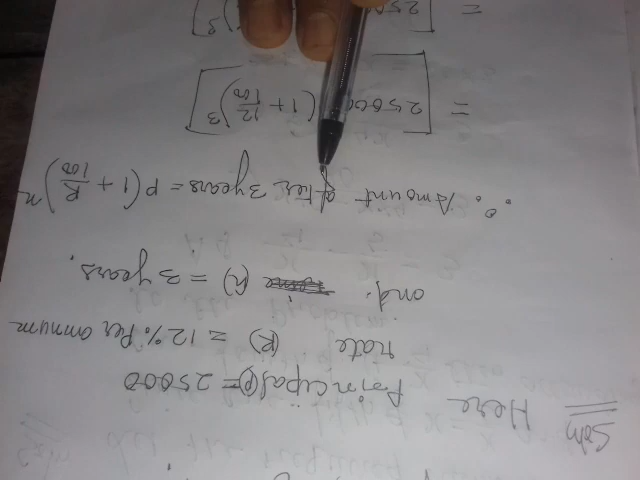 Soln Here Principal (P) = 25000
rate (R) = 12% Per annum
and. (n) = 3 years.
∴ Amount after 3 years = P (1 + R/100)^n
= [25000 (1 + 12/100)^3]
= [250